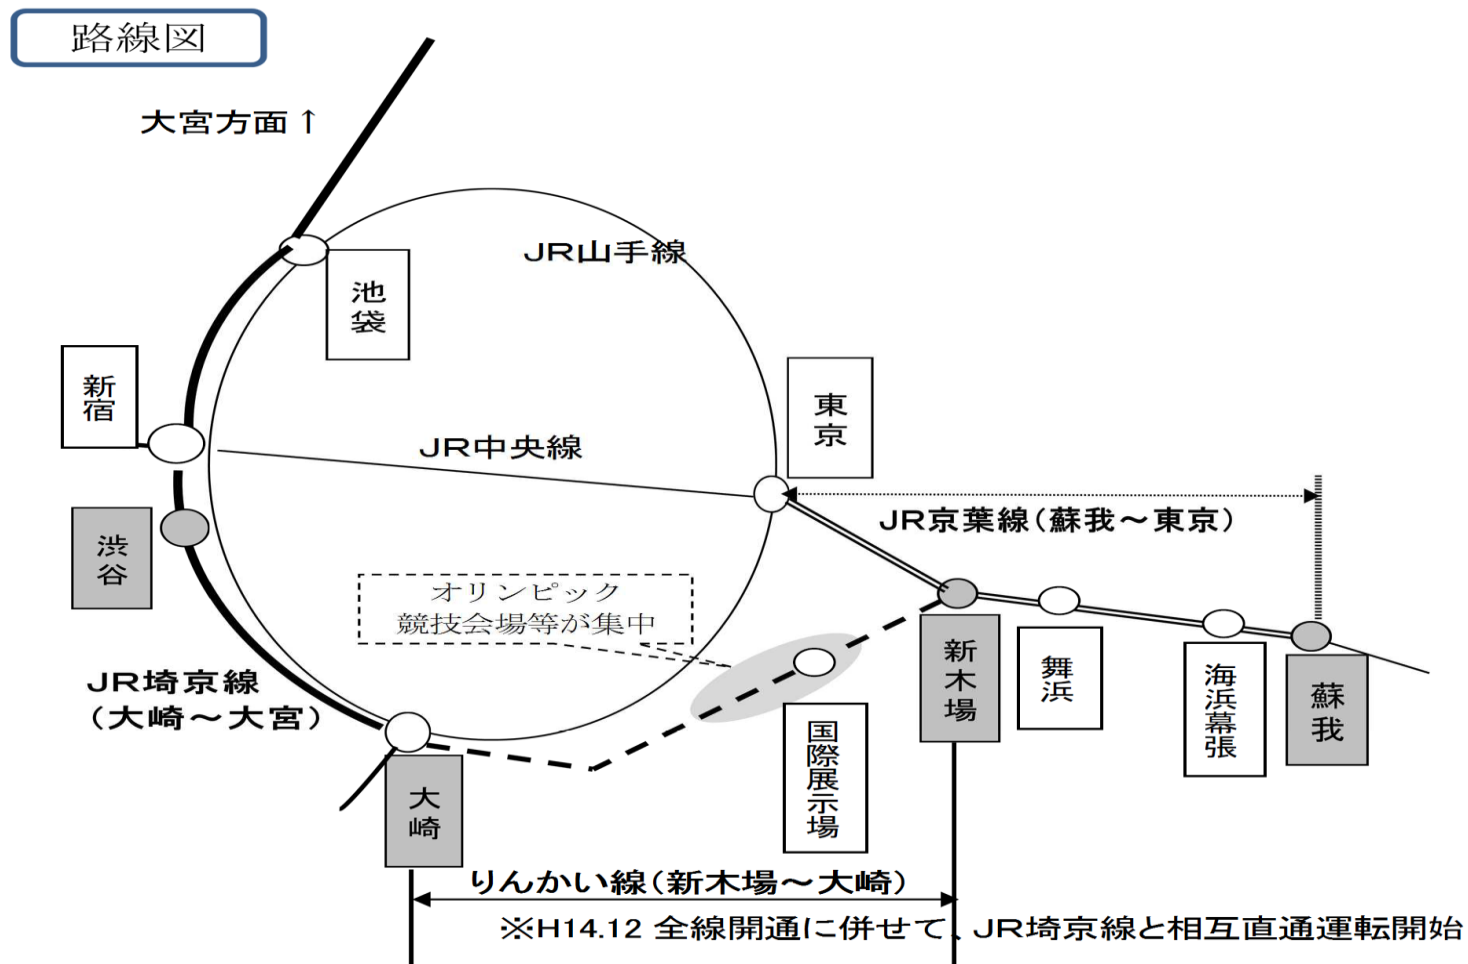 路線図
大宮方面↑
JR山手線
池袋
新宿
東京
JR中央線
JR京葉線(蘇我～東京)
渋谷
オリンピック
競技会場等が集中
新木場
舞浜
海浜幕張
蘇我
JR埼京線
(大崎～大宮)
国際展示場
大崎
りんかい線(新木場～大崎)
※H14.12 全線開通に併せて、JR埼京線と相互直通運転開始